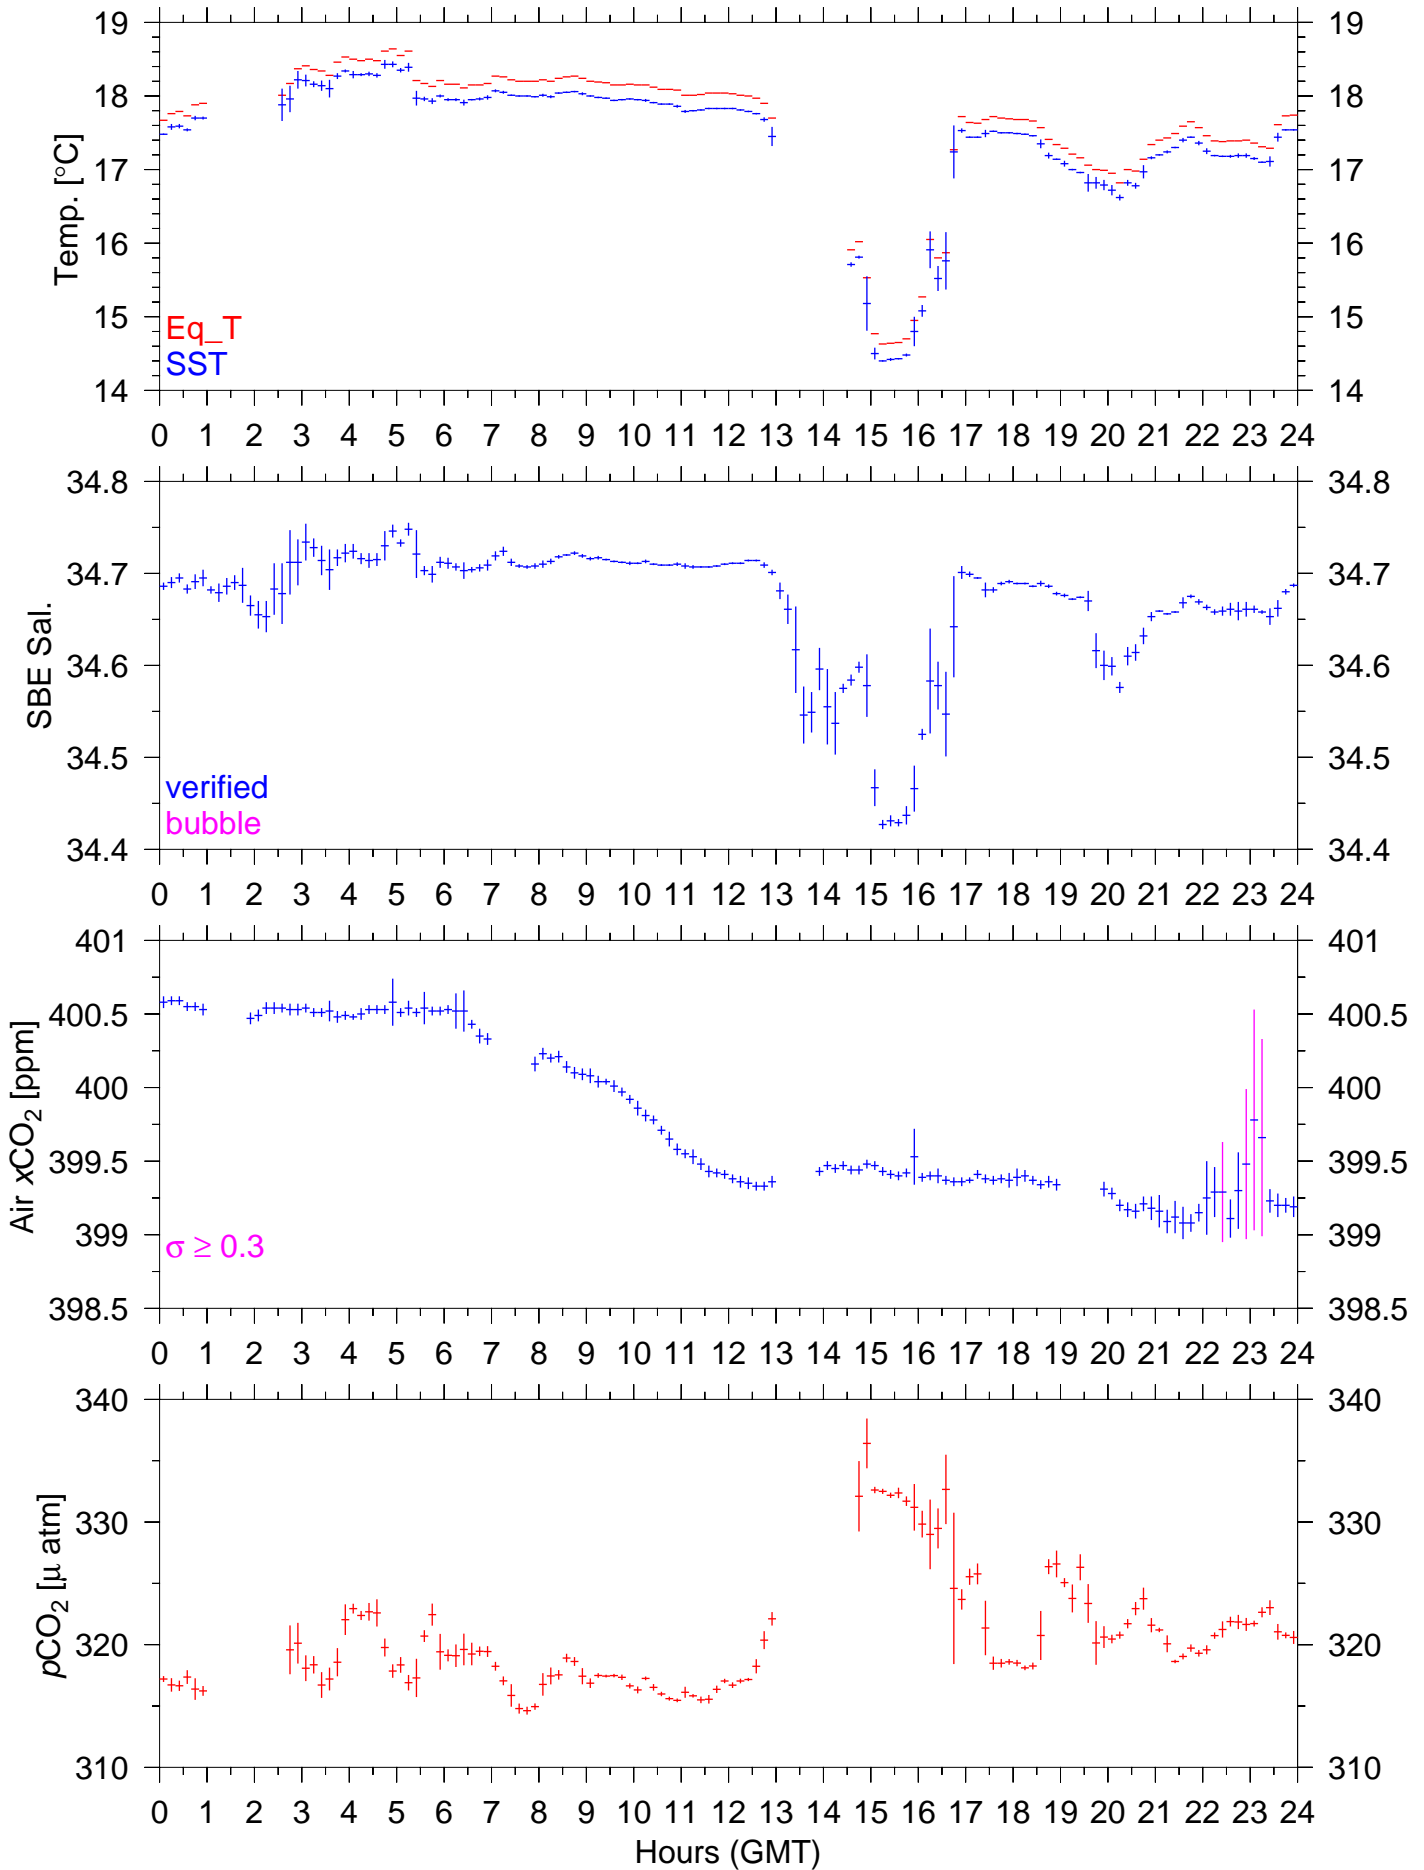 19 19
18 18
17 17
16 16
15 15
14 14
Temp. [°C]
Eq_T
SST
0 1 2 3 4 5 6 7 8 9 10 11 12 13 14 15 16 17 18 19 20 21 22 23 24
34.8 34.8
34.7 34.7
34.6 34.6
34.5 34.5
34.4 34.4
SBE Sal.
verified
bubble
0 1 2 3 4 5 6 7 8 9 10 11 12 13 14 15 16 17 18 19 20 21 22 23 24
401 401
400.5 400.5
400 400
399.5 399.5
399 399
398.5 398.5
Air xCO₂ [ppm]
σ ≥ 0.3
0 1 2 3 4 5 6 7 8 9 10 11 12 13 14 15 16 17 18 19 20 21 22 23 24
340 340
330 330
320 320
310 310
pCO₂ [μ atm]
0 1 2 3 4 5 6 7 8 9 10 11 12 13 14 15 16 17 18 19 20 21 22 23 24
Hours (GMT)